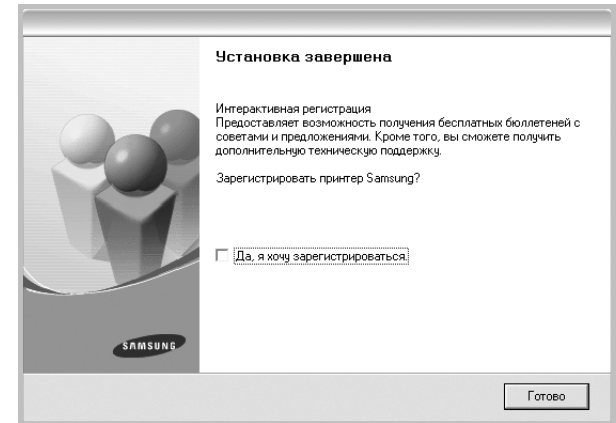 Установка завершена
Интерактивная регистрация
Предоставляет возможность получения бесплатных бюллетеней с
советами и предложениями. Кроме того, вы сможете получить
дополнительную техническую поддержку.
Зарегистрировать принтер Samsung?
Да, я хочу зарегистрироваться.
SAMSUNG
Готово